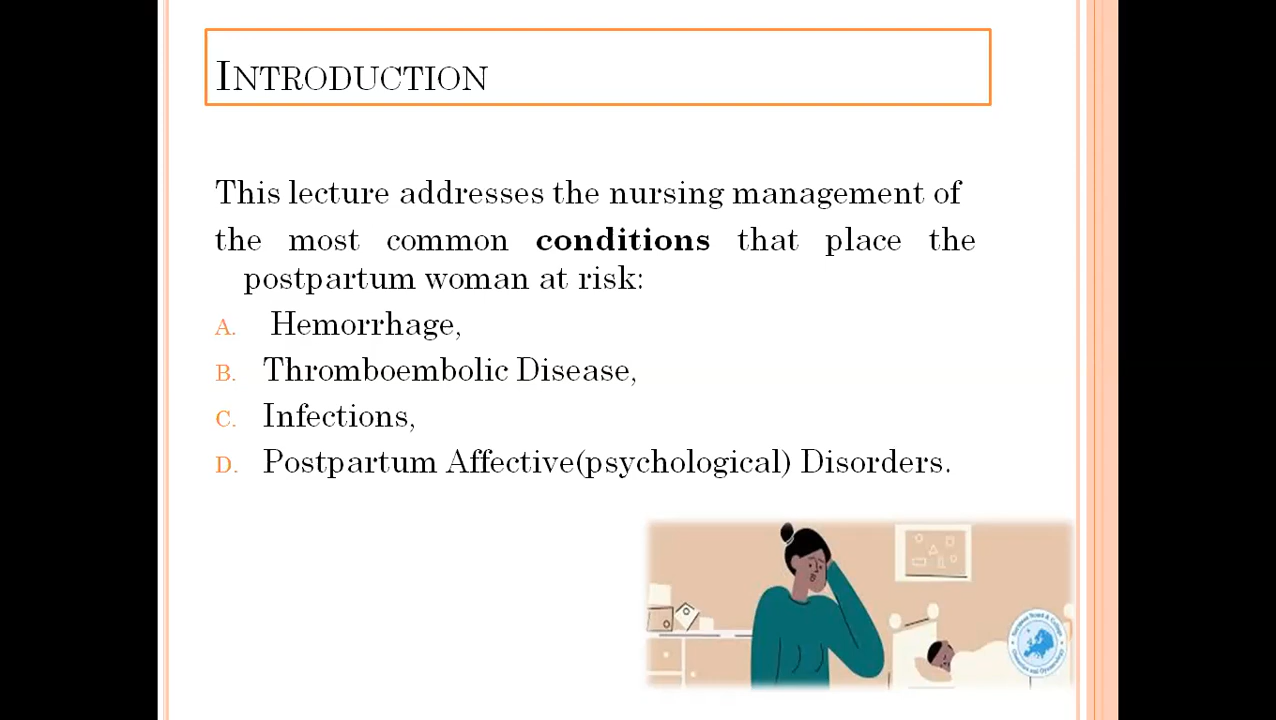 INTRODUCTION
This lecture addresses the nursing management of
the most common conditions that place the
postpartum woman at risk:
A. Hemorrhage,
B. Thromboembolic Disease,
C. Infections,
D. Postpartum Affective(psychological) Disorders.